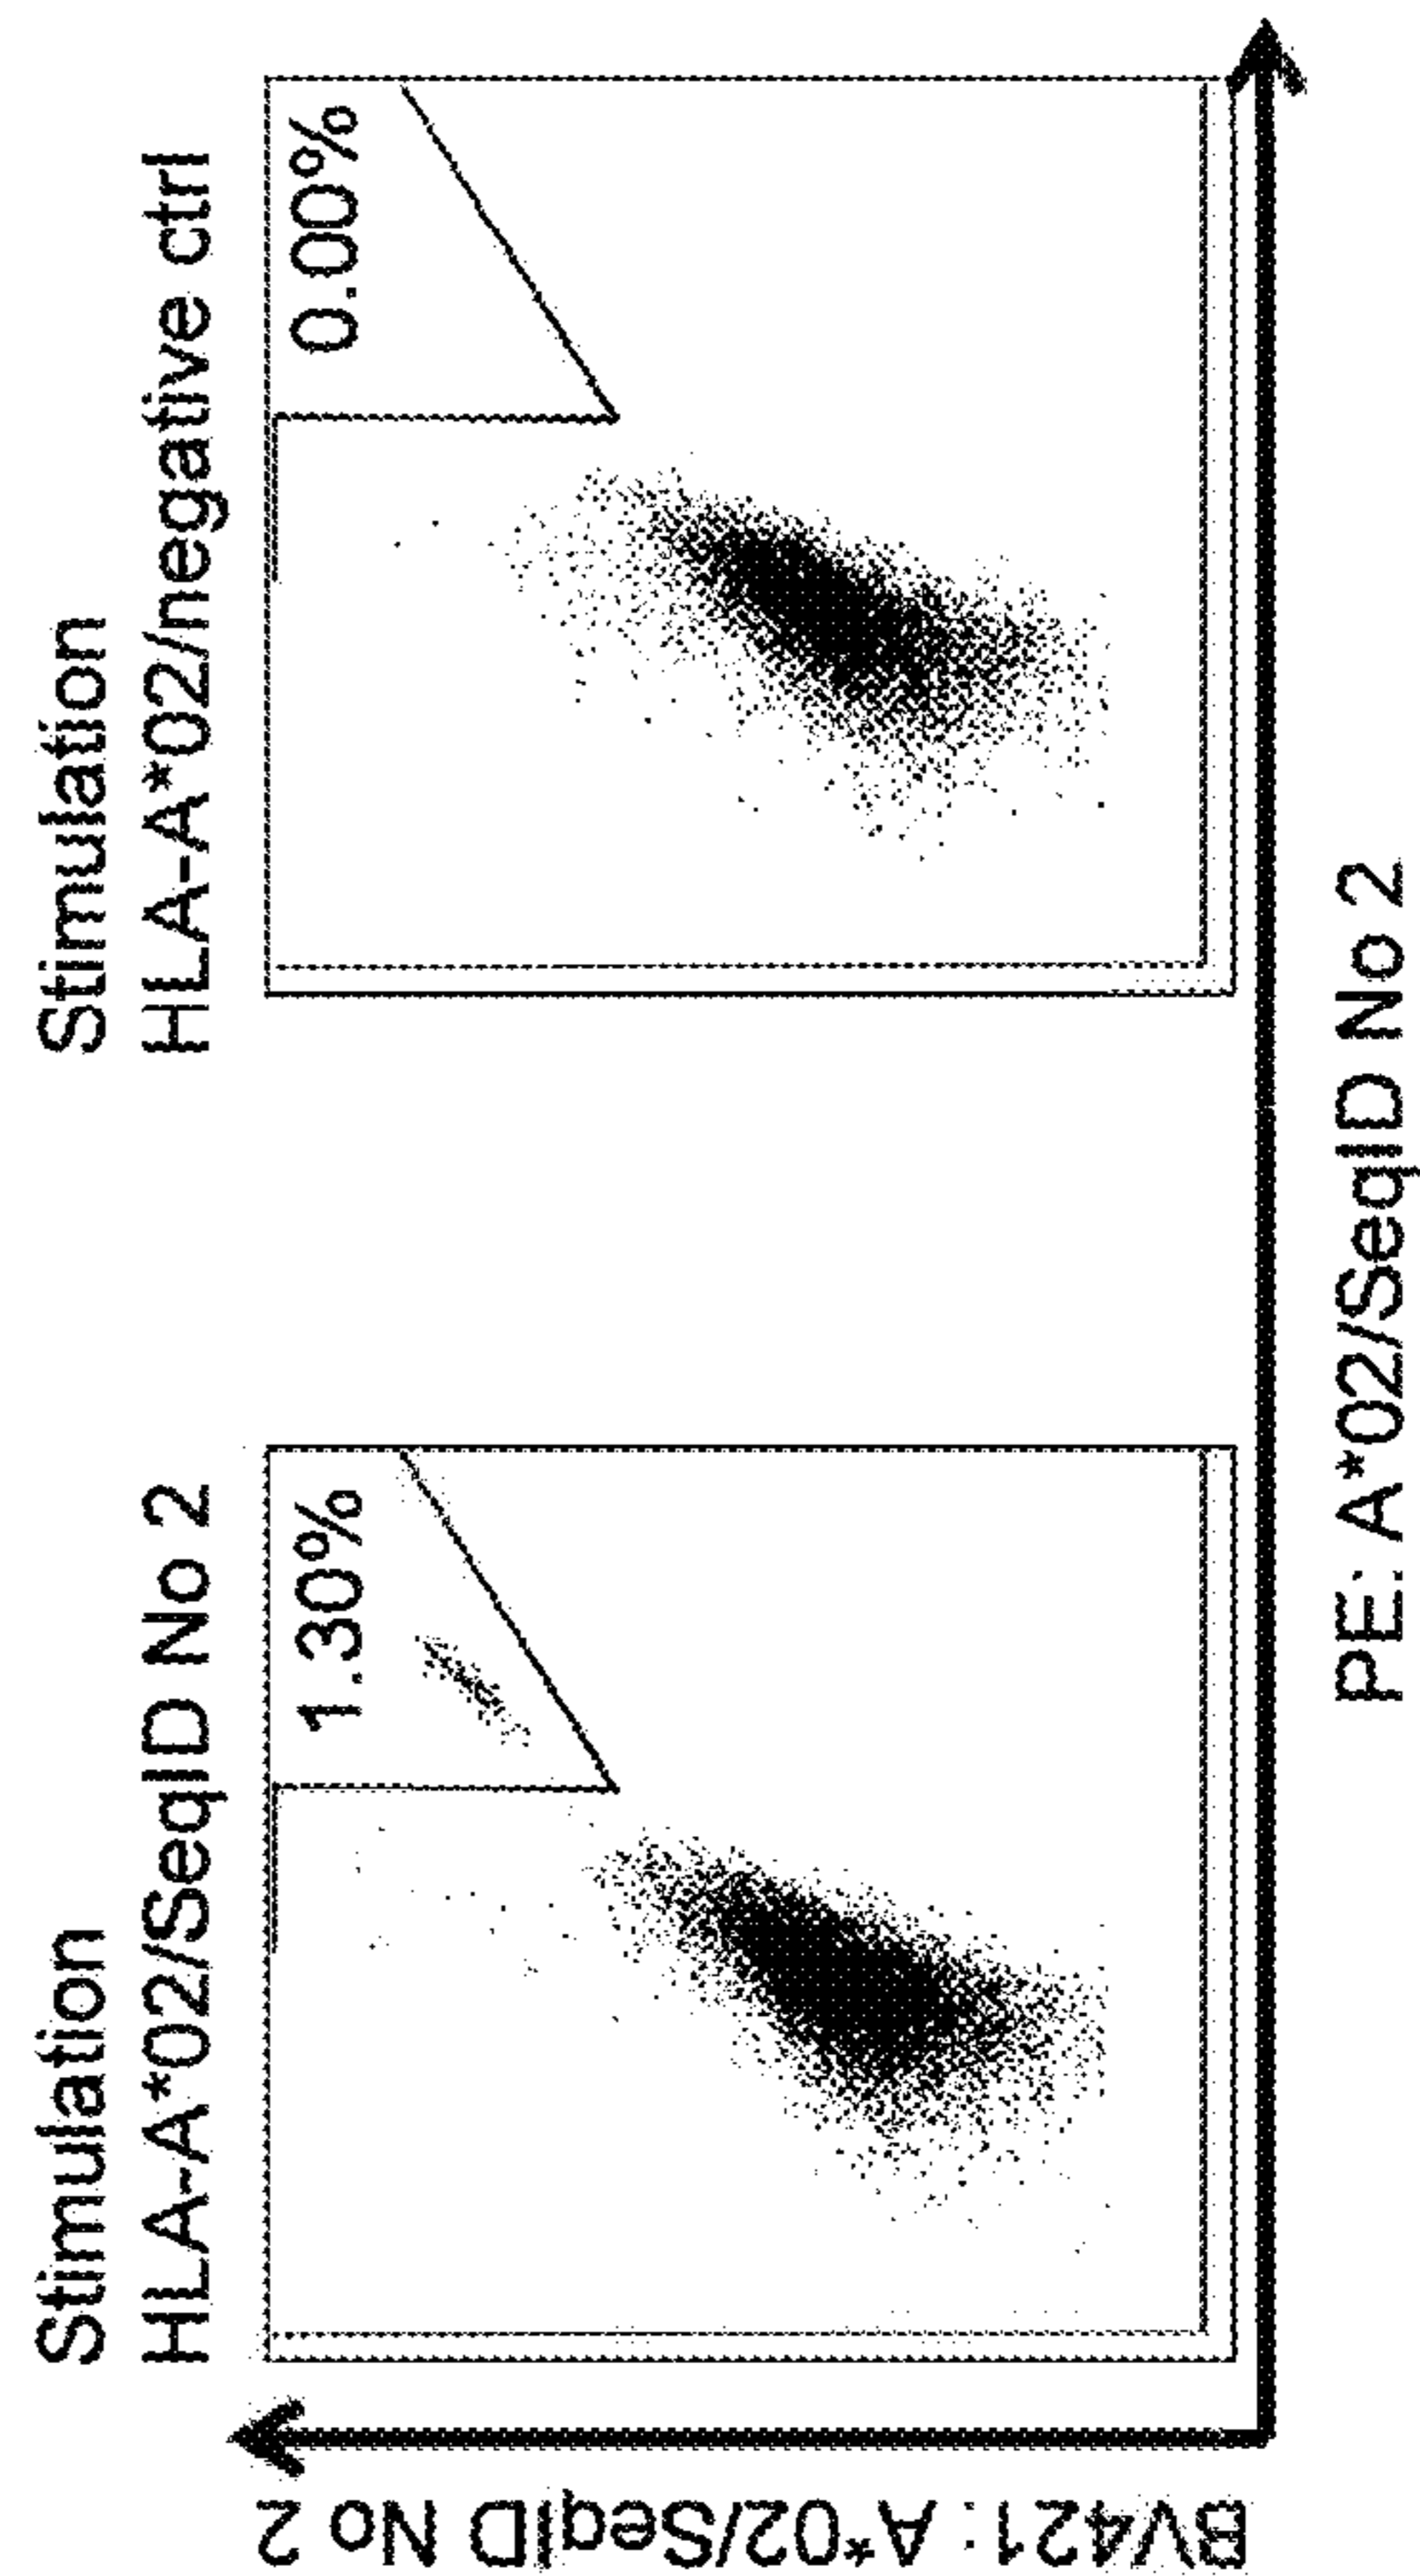 Stimulation
HLA-A*02/SeqID No 2
Stimulation
HLA-A*02/negative ctrl
1.30%
0.00%
BV421: A*02/SeqID No 2
PE: A*02/SeqID No 2